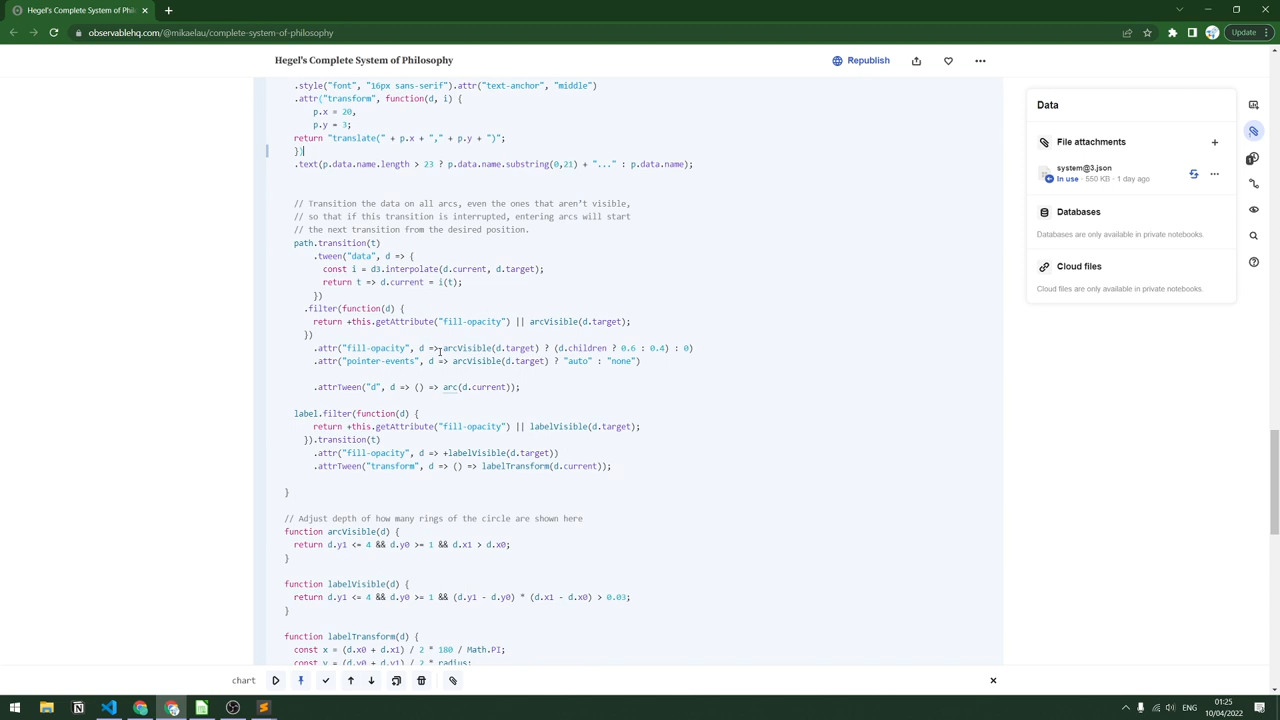 Hegel's Complete System of Philo
observablehq.com/@mikaelau/complete-system-of-philosophy
Update
Hegel's Complete System of Philosophy
Republish
.style("font", "16px sans-serif").attr("text-anchor", "middle")
.attr("transform", function(d, i) {
p.x = 20,
p.y = 3;
return "translate(" + p.x + "," + p.y + ")";
})
.text(p.data.name.length > 23 ? p.data.name.substring(0,21) + "..." : p.data.name);
// Transition the data on all arcs, even the ones that aren't visible,
// so that if this transition is interrupted, entering arcs will start
// the next transition from the desired position.
path.transition(t)
.tween("data", d => {
const i = d3.interpolate(d.current, d.target);
return t => d.current = i(t);
})
.filter(function(d) {
return +this.getAttribute("fill-opacity") || arcVisible(d.target);
})
.attr("fill-opacity", d => arcVisible(d.target) ? (d.children ? 0.6 : 0.4) : 0)
.attr("pointer-events", d => arcVisible(d.target) ? "auto" : "none")
.attrTween("d", d => () => arc(d.current));
label.filter(function(d) {
return +this.getAttribute("fill-opacity") || labelVisible(d.target);
}).transition(t)
.attr("fill-opacity", d => +labelVisible(d.target))
.attrTween("transform", d => () => labelTransform(d.current));
}
// Adjust depth of how many rings of the circle are shown here
function arcVisible(d) {
return d.y1 <= 4 && d.y0 >= 1 && d.x1 > d.x0;
}
function labelVisible(d) {
return d.y1 <= 4 && d.y0 >= 1 && (d.y1 - d.y0) * (d.x1 - d.x0) > 0.03;
}
function labelTransform(d) {
const x = (d.x0 + d.x1) / 2 * 180 / Math.PI;
const y = (d.y0 + d.y1) / 2 * radius;
chart
Data
File attachments
system@3.json
In use - 550 KB - 1 day ago
Databases
Databases are only available in private notebooks.
Cloud files
Cloud files are only available in private notebooks.
ENG
01:25
10/04/2022